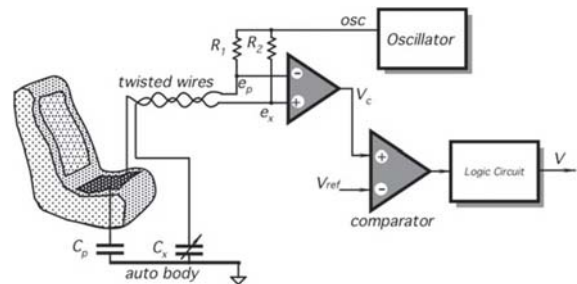 osc
Oscillator
R1
R2
twisted wires
ep
ex
Vc
Vref
comparator
Logic Circuit
V
Cp
Cx
auto body